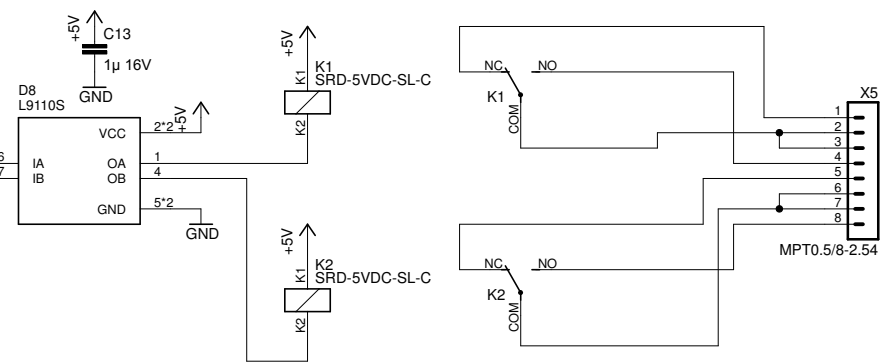 +5V
C13
1µ 16V
GND
D8
L9110S
VCC
2*2
+5V
6
IA
OA
1
7
IB
OB
4
GND
5*2
GND
+5V
K1
SRD-5VDC-SL-C
K1
K2
+5V
K2
SRD-5VDC-SL-C
K1
K2
NC
NO
K1
COM
NC
NO
K2
COM
X5
1
2
3
4
5
6
7
8
MPT0.5/8-2.54